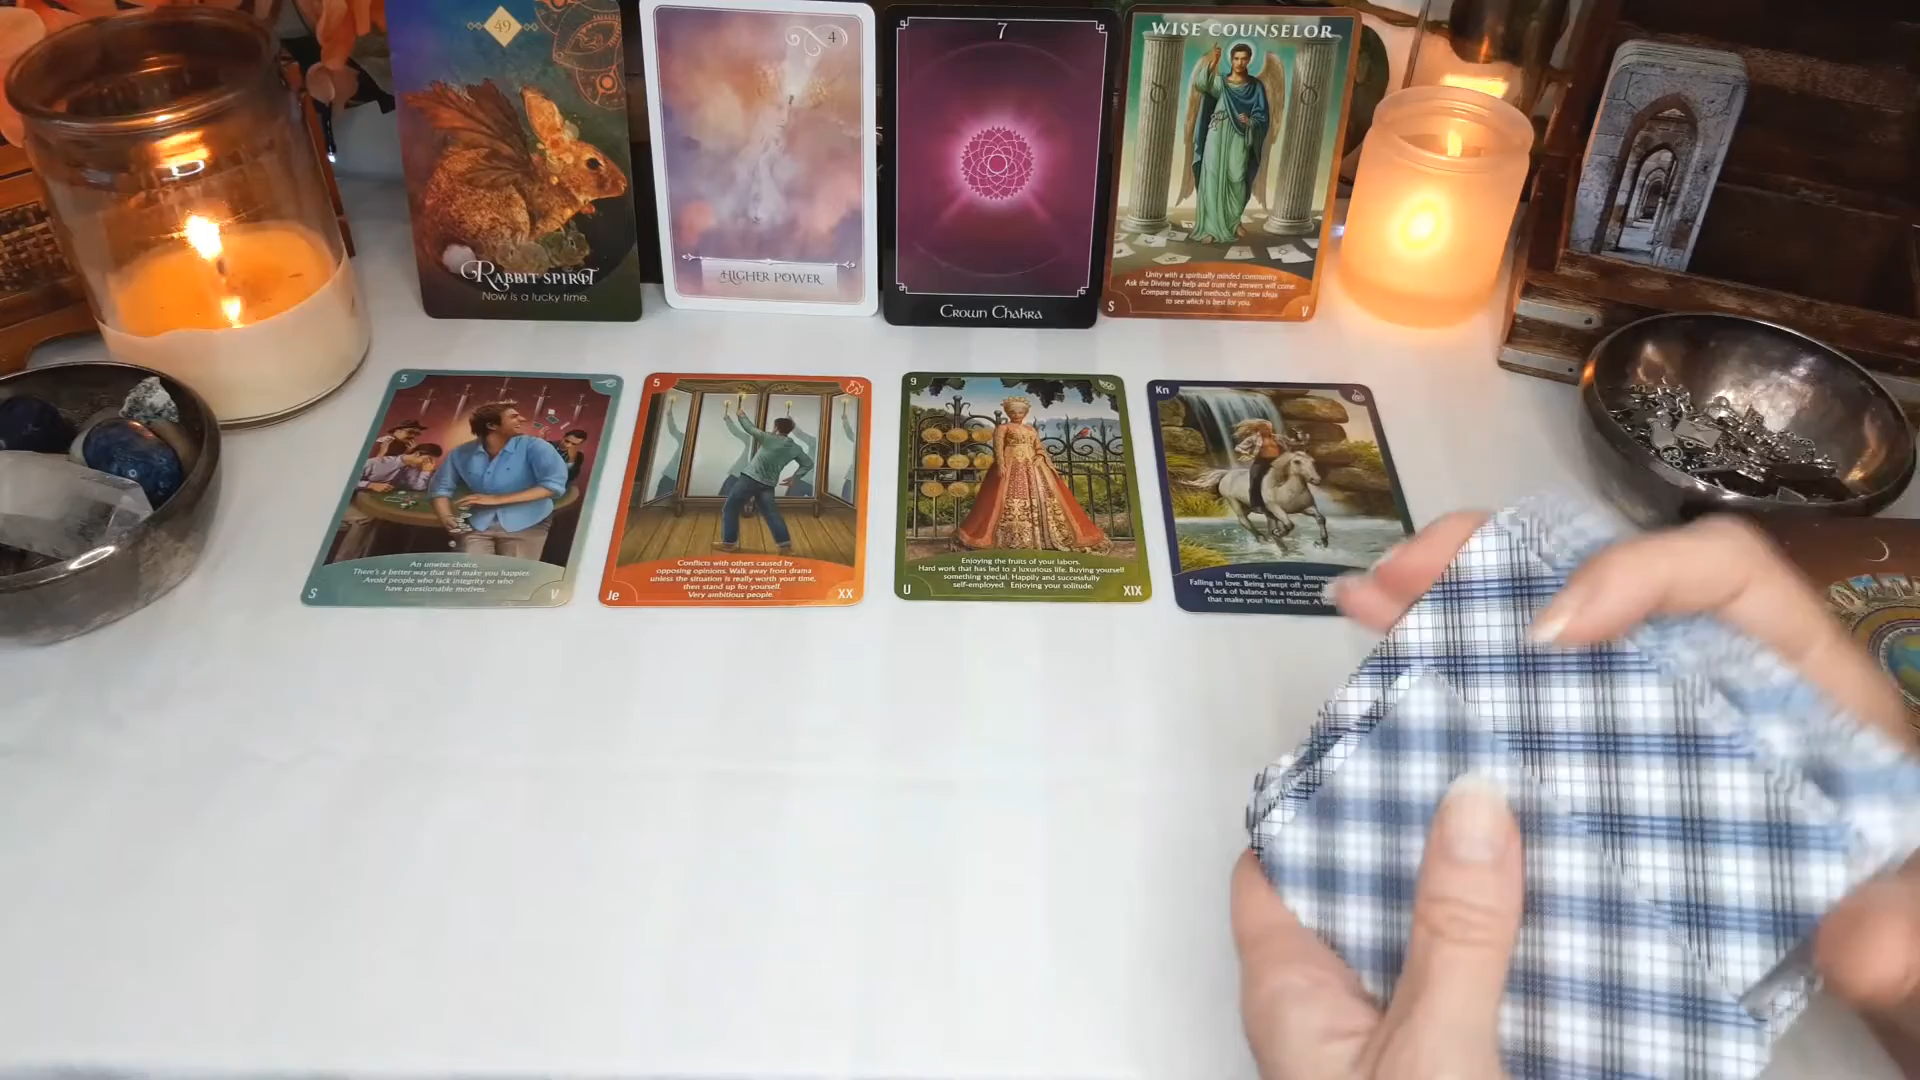 49
RABBIT SPIRIT
Now is a lucky time.
4
HIGHER POWER
7
CROWN CHAKRA
WISE COUNSELOR
Unity with a spiritually minded community.
Ask the Divine for help and trust the answers will come.
Compare traditional methods with new ideas
to see which is best for you.
S
V
5
An unwise choice.
There's a better way that will make you happier.
Avoid people who lack integrity or who
have questionable motives.
S
V
5
Conflicts with others caused by
opposing opinions. Walk away from drama
unless the situation is really worth your time,
then stand up for yourself.
Very ambitious people.
Je
XX
9
Enjoying the fruits of your labors.
Hard work that has led to a luxurious life. Buying yourself
something special. Happily and successfully
self-employed. Enjoying your solitude.
U
XIX
Kn
Romantic, Flirtatious,
Falling in love. Being swept off your
A lack of balance in a
that make your heart flutter. A